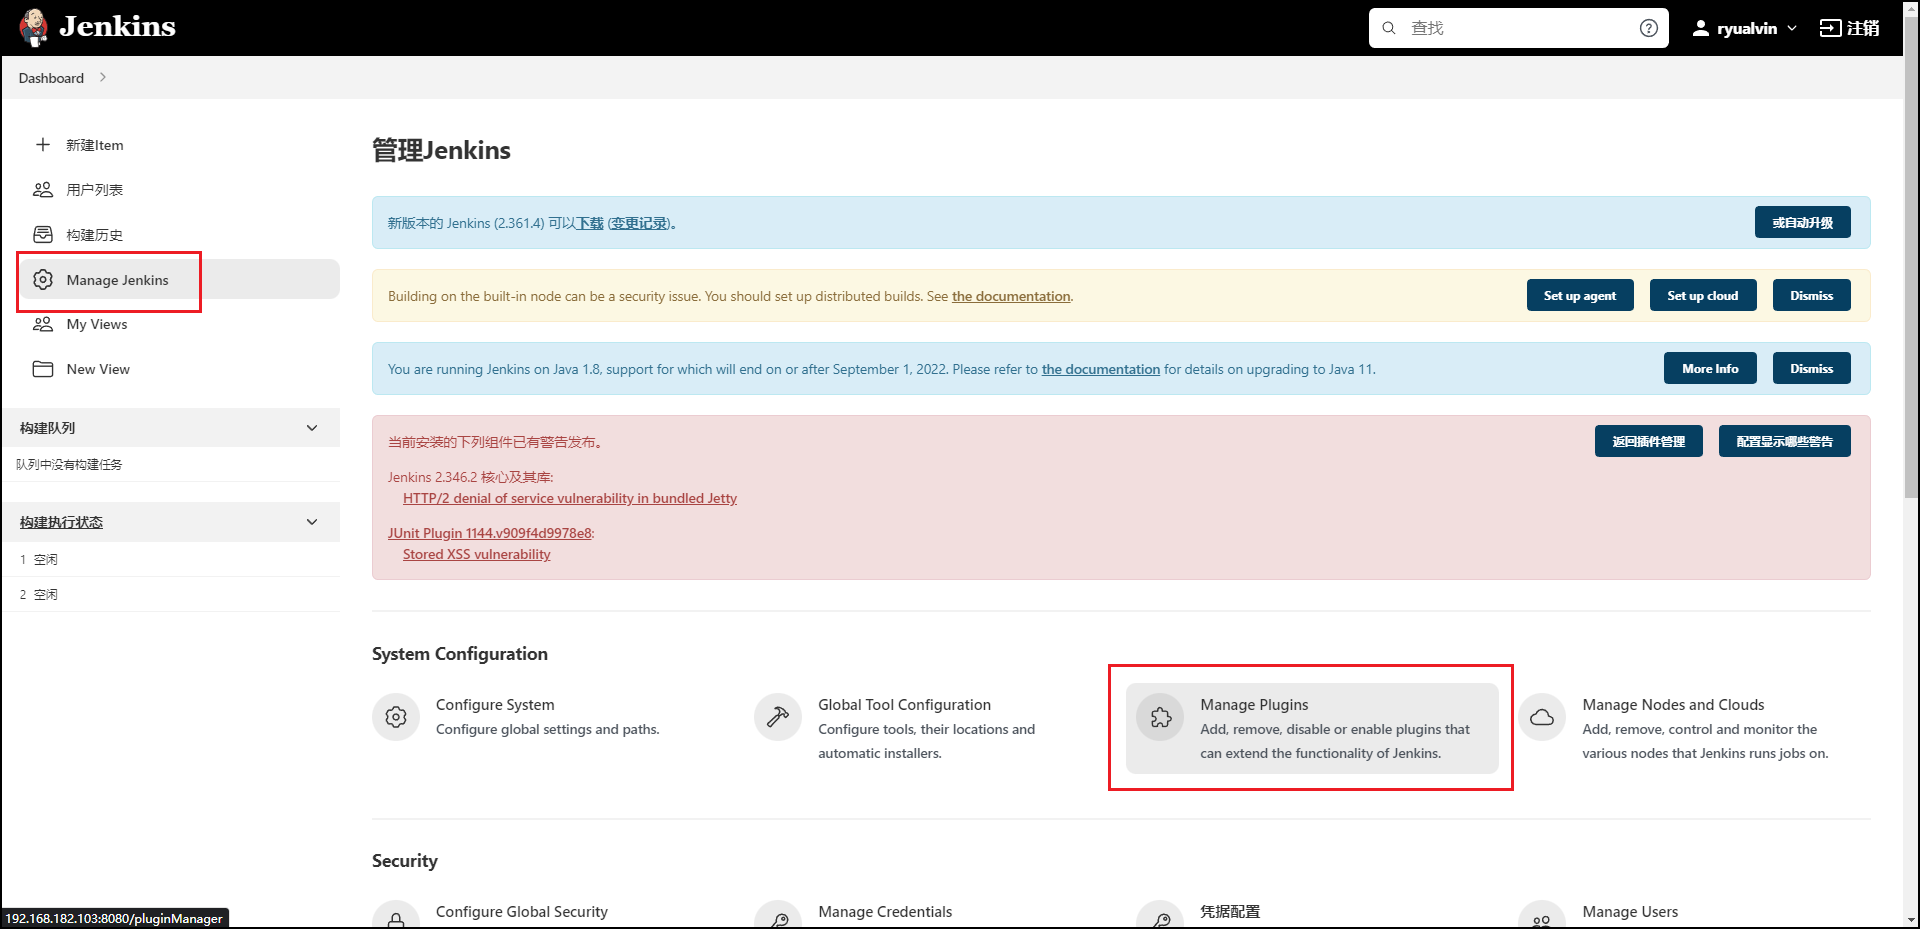 Jenkins
查找
ryualvin
注销
Dashboard
新建Item
用户列表
构建历史
Manage Jenkins
My Views
New View
构建队列
队列中没有构建任务
构建执行状态
1 空闲
2 空闲
管理Jenkins
新版本的 Jenkins (2.361.4) 可以下载 (变更记录)。
或自动升级
Building on the built-in node can be a security issue. You should set up distributed builds. See the documentation.
Set up agent
Set up cloud
Dismiss
You are running Jenkins on Java 1.8, support for which will end on or after September 1, 2022. Please refer to the documentation for details on upgrading to Java 11.
More Info
Dismiss
当前安装的下列组件已有警告发布。
返回插件管理
配置显示哪些警告
Jenkins 2.346.2 核心及其库:
HTTP/2 denial of service vulnerability in bundled Jetty
JUnit Plugin 1144.v909f4d9978e8:
Stored XSS vulnerability
System Configuration
Configure System
Configure global settings and paths.
Global Tool Configuration
Configure tools, their locations and
automatic installers.
Manage Plugins
Add, remove, disable or enable plugins that
can extend the functionality of Jenkins.
Manage Nodes and Clouds
Add, remove, control and monitor the
various nodes that Jenkins runs jobs on.
Security
Configure Global Security
Manage Credentials
凭据配置
Manage Users
192.168.182.103:8080/pluginManager